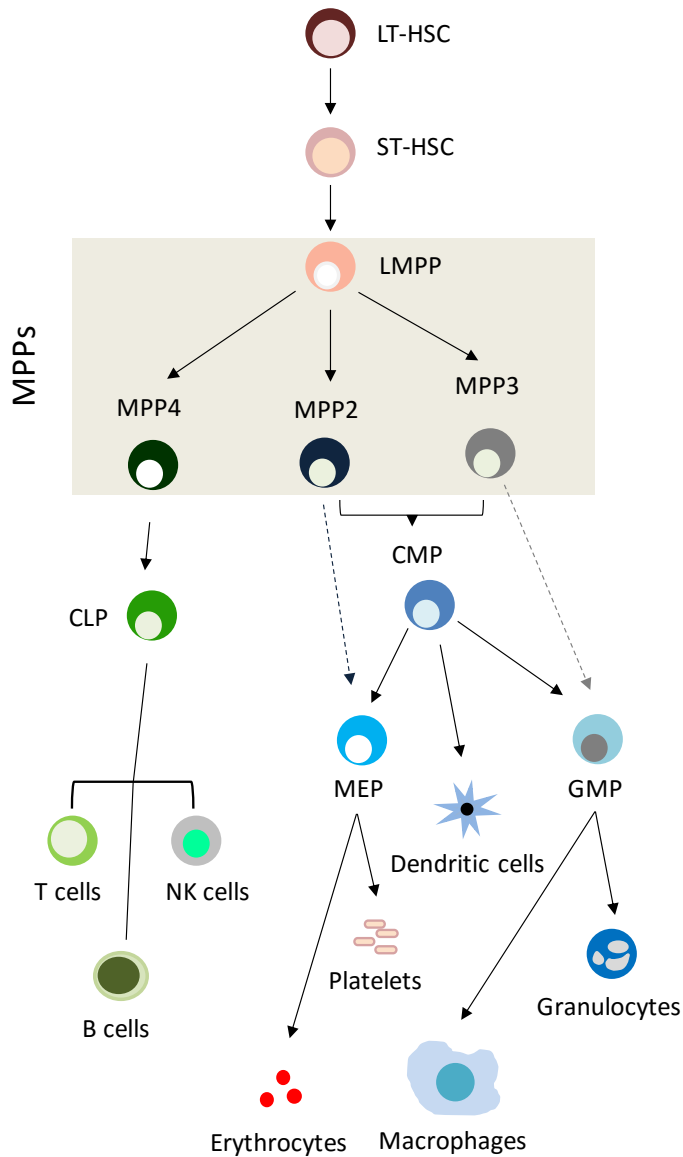 LT-HSC
ST-HSC
LMPP
MPPs
MPP4
MPP2
MPP3
CMP
CLP
MEP
GMP
Dendritic cells
T cells
NK cells
Platelets
Granulocytes
B cells
Erythrocytes
Macrophages